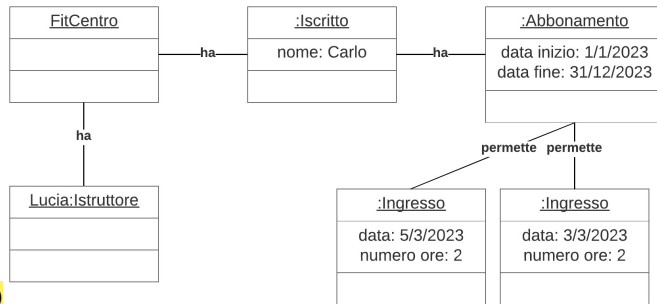 FitCentro
:Iscritto
:Abbonamento
ha
nome: Carlo
ha
data inizio: 1/1/2023
data fine: 31/12/2023
ha
permette
permette
Lucia:Istruttore
:Ingresso
:Ingresso
data: 5/3/2023
numero ore: 2
data: 3/3/2023
numero ore: 2
)